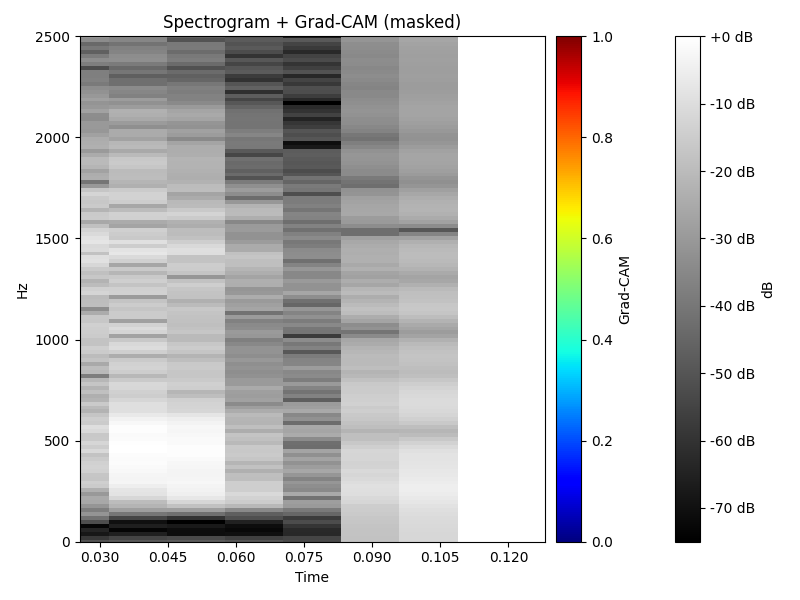 Spectrogram + Grad-CAM (masked)
2500
2000
1500
1000
500
0
Hz
0.030
0.045
0.060
0.075
0.090
0.105
0.120
Time
1.0
0.8
0.6
0.4
0.2
0.0
Grad-CAM
+0 dB
-10 dB
-20 dB
-30 dB
-40 dB
-50 dB
-60 dB
-70 dB
dB